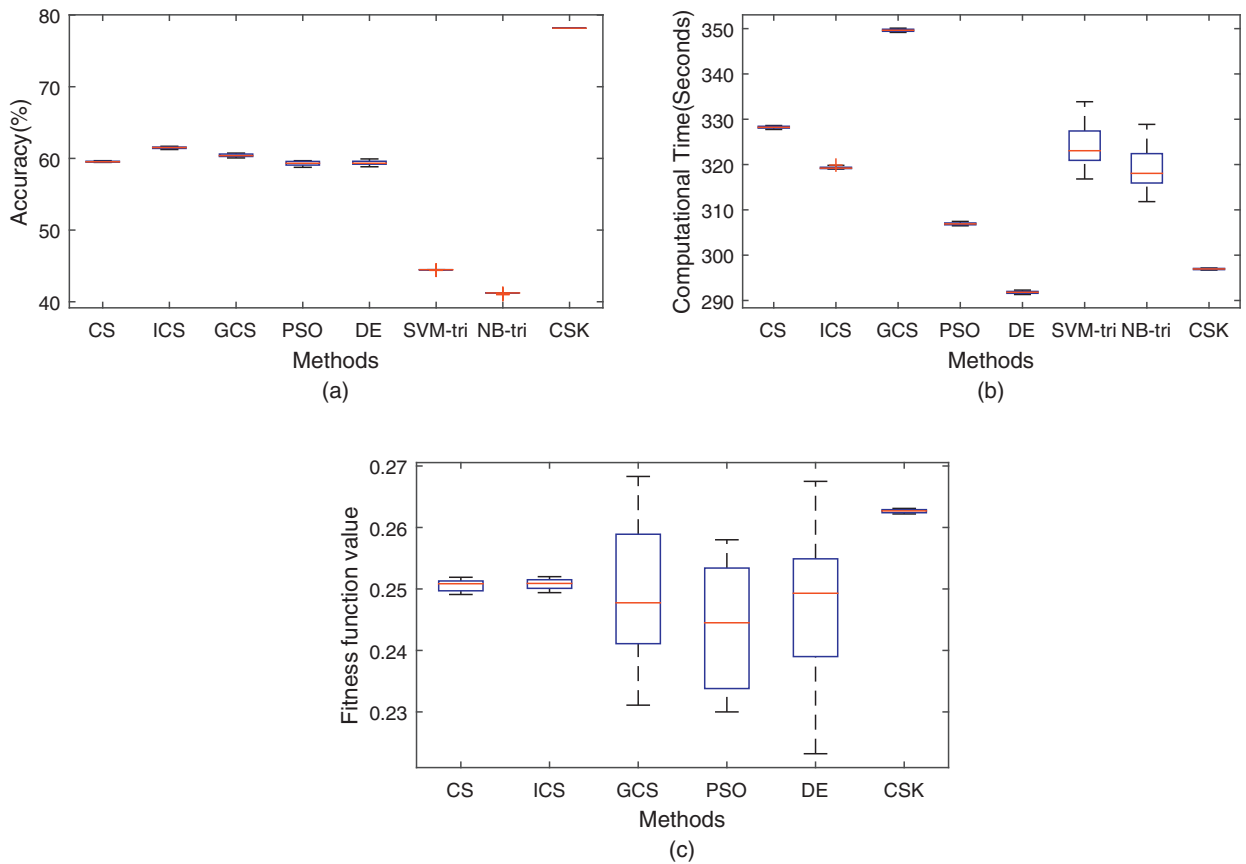 80
70
60
50
40
Accuracy(%)
CS ICS GCS PSO DE SVM-tri NB-tri CSK
Methods
(a)
350
340
330
320
310
300
290
Computational Time(Seconds)
CS ICS GCS PSO DE SVM-tri NB-tri CSK
Methods
(b)
0.27
0.26
0.25
0.24
0.23
Fitness function value
CS ICS GCS PSO DE CSK
Methods
(c)